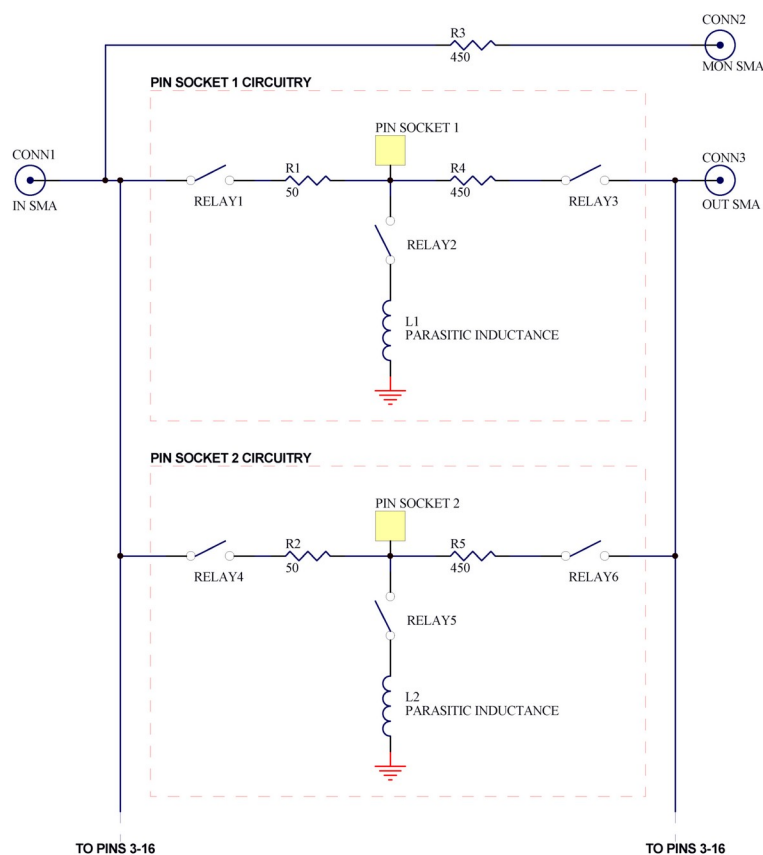 CONN2
R3
450
MON SMA
PIN SOCKET 1 CIRCUITRY
PIN SOCKET 1
CONN1
IN SMA
R1
50
RELAY1
R4
450
RELAY3
CONN3
OUT SMA
RELAY2
L1
PARASITIC INDUCTANCE
PIN SOCKET 2 CIRCUITRY
PIN SOCKET 2
R2
50
RELAY4
R5
450
RELAY6
RELAY5
L2
PARASITIC INDUCTANCE
TO PINS 3-16
TO PINS 3-16